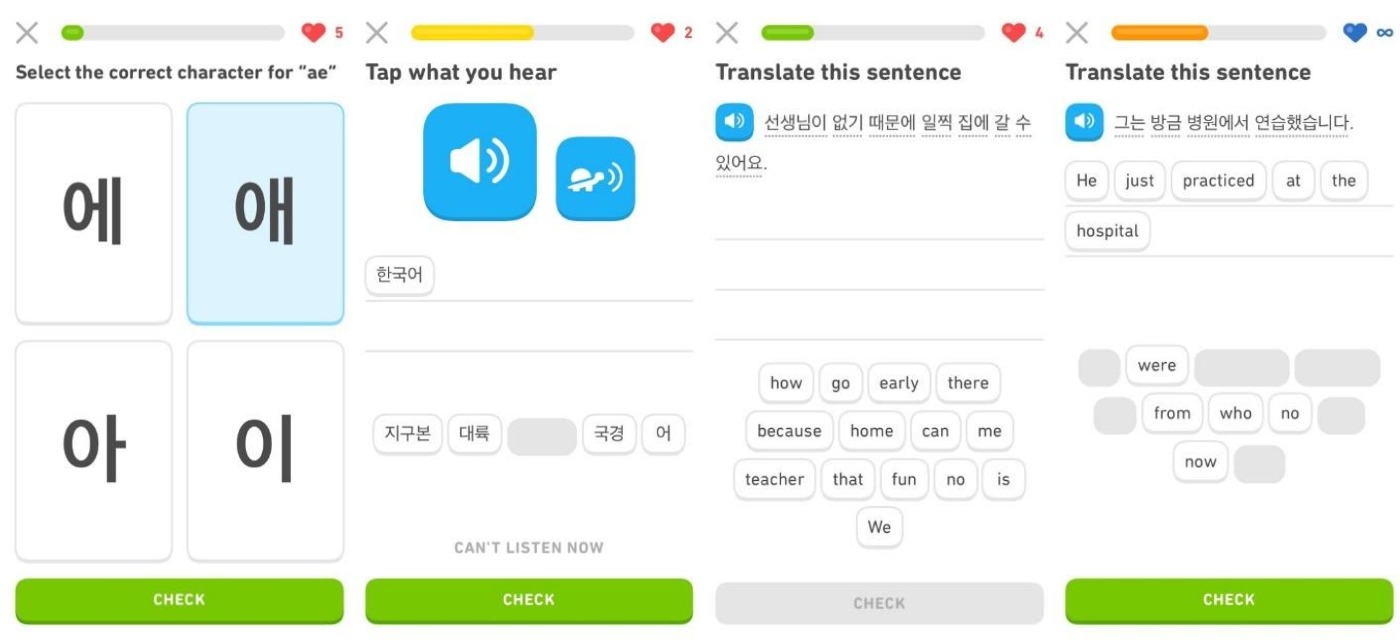 5
Select the correct character for “ae”
에 애
아 이
CHECK
2
Tap what you hear
한국어
지구본 대륙 국경 어
CAN'T LISTEN NOW
CHECK
4
Translate this sentence
선생님이 없기 때문에 일찍 집에 갈 수
있어요.
how go early there
because home can me
teacher that fun no is
We
CHECK
∞
Translate this sentence
그는 방금 병원에서 연습했습니다.
He just practiced at the
hospital
were
from who no
now
CHECK